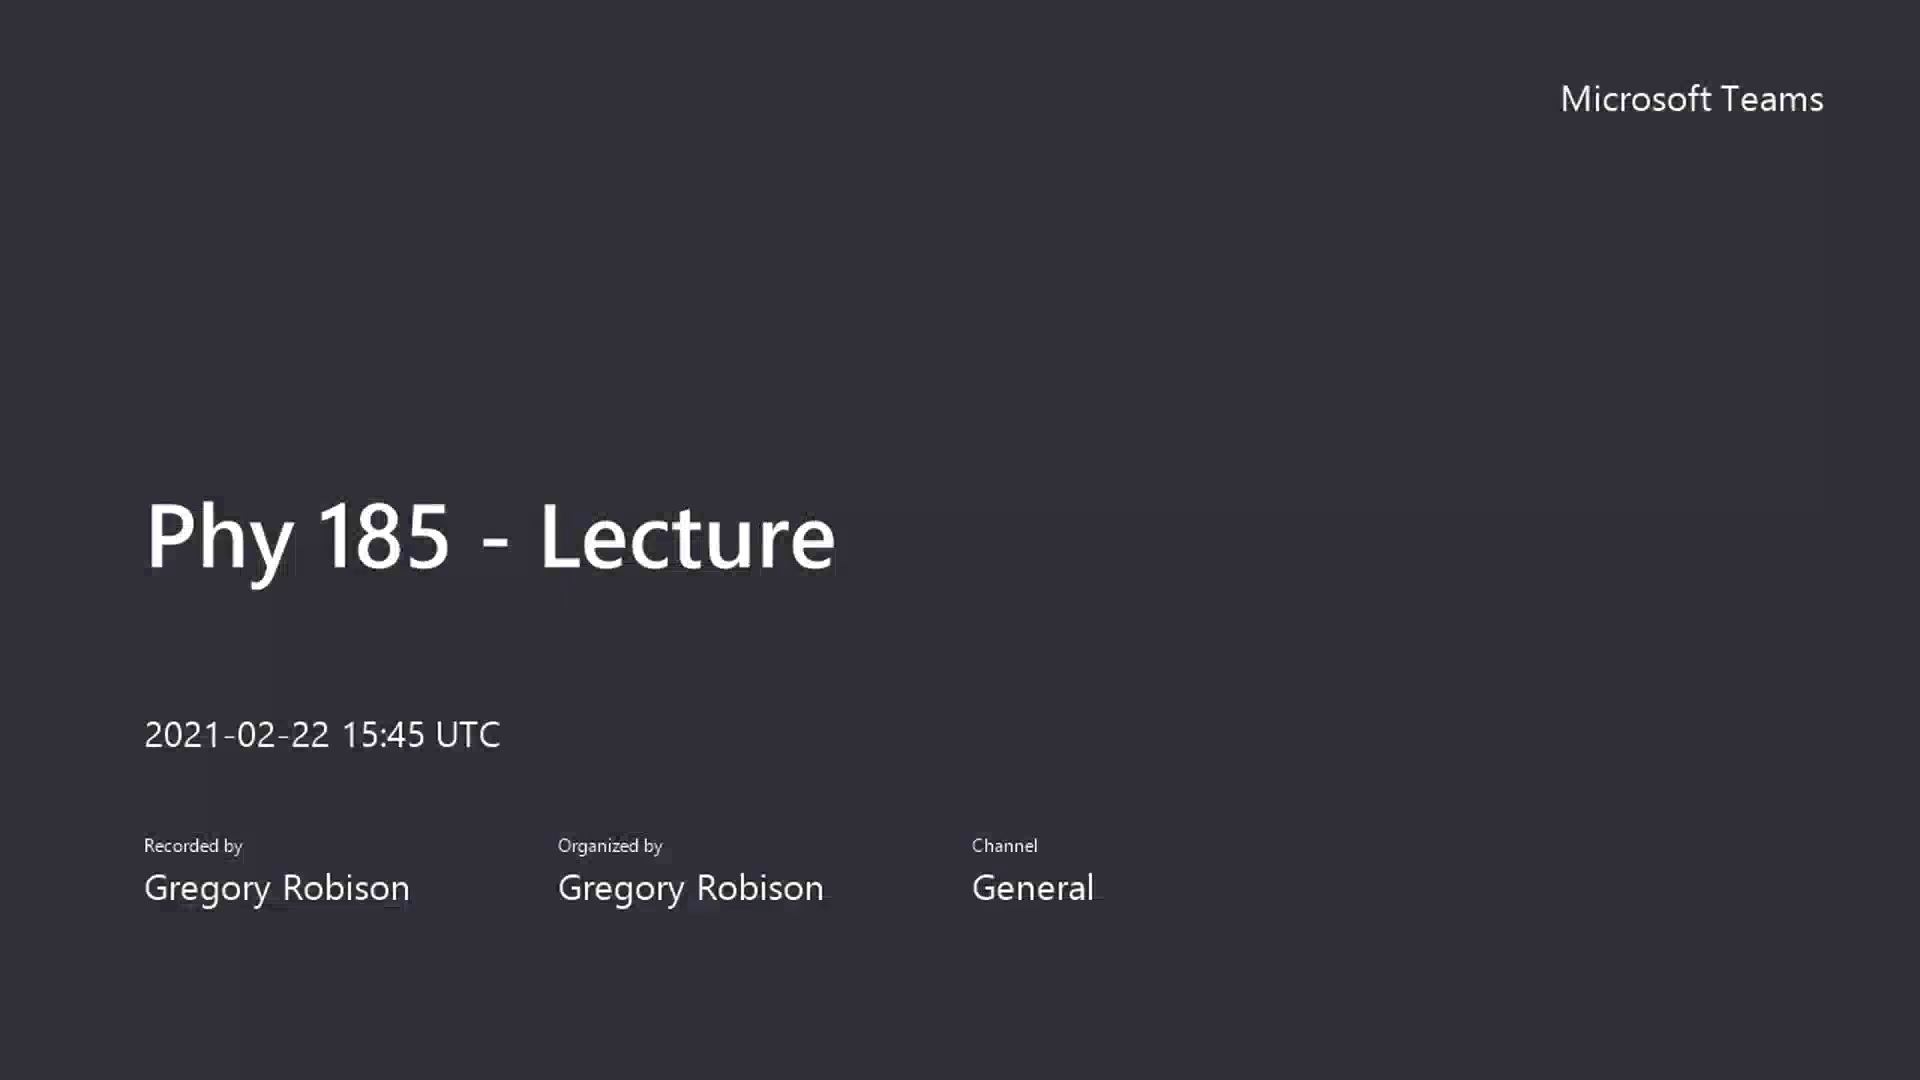 Microsoft Teams
Phy 185 - Lecture
2021-02-22 15:45 UTC
Recorded by
Gregory Robison
Organized by
Gregory Robison
Channel
General